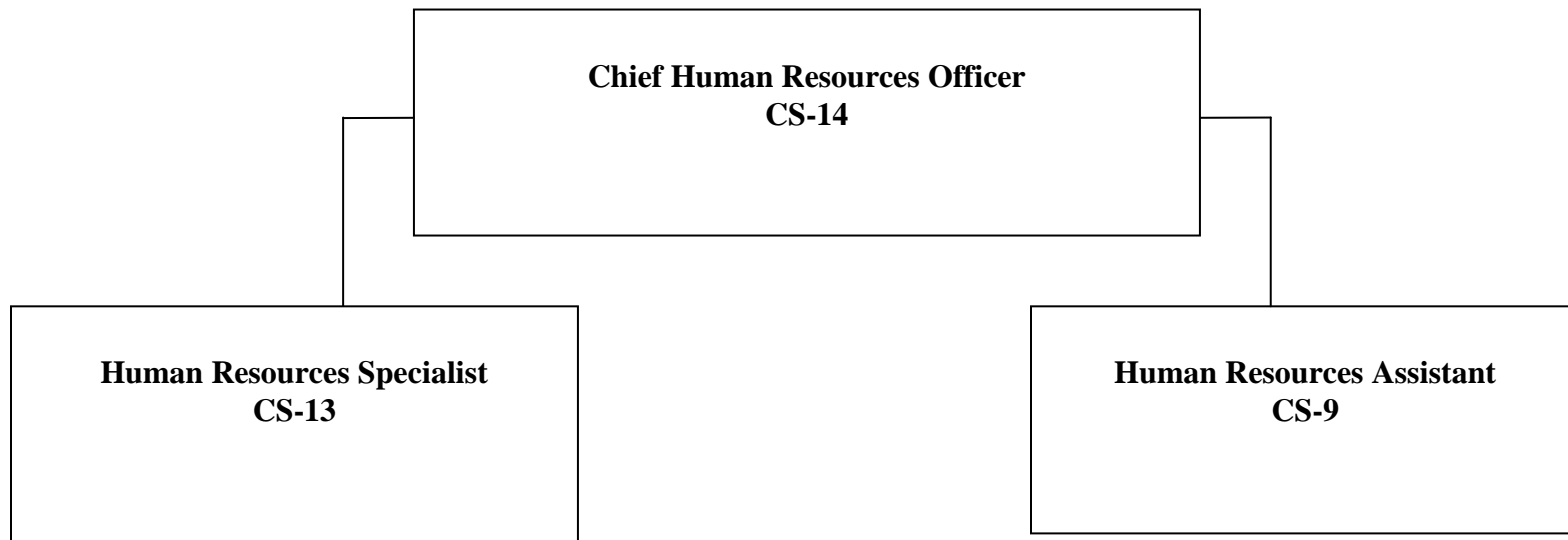 Chief Human Resources Officer
CS-14
Human Resources Specialist
CS-13
Human Resources Assistant
CS-9